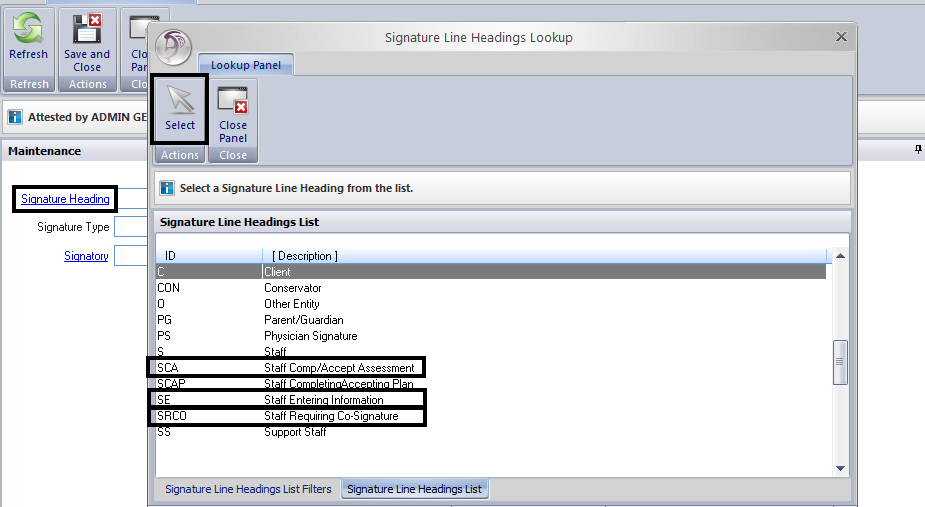 Signature Line Headings Lookup
Refresh
Save and
Close
Clo
Par
Refresh
Actions
Clo
Lookup Panel
Select
Close
Panel
Actions
Close
Attested by ADMIN GE
Maintenance
Signature Heading
Signature Type
Signatory
Select a Signature Line Heading from the list.
Signature Line Headings List
ID [ Description ]
C Client
CON Conservator
O Other Entity
PG Parent/Guardian
PS Physician Signature
S Staff
SCA Staff Comp/Accept Assessment
SCAP Staff CompletingAccepting Plan
SE Staff Entering Information
SRCO Staff Requiring Co-Signature
SS Support Staff
Signature Line Headings List Filters
Signature Line Headings List